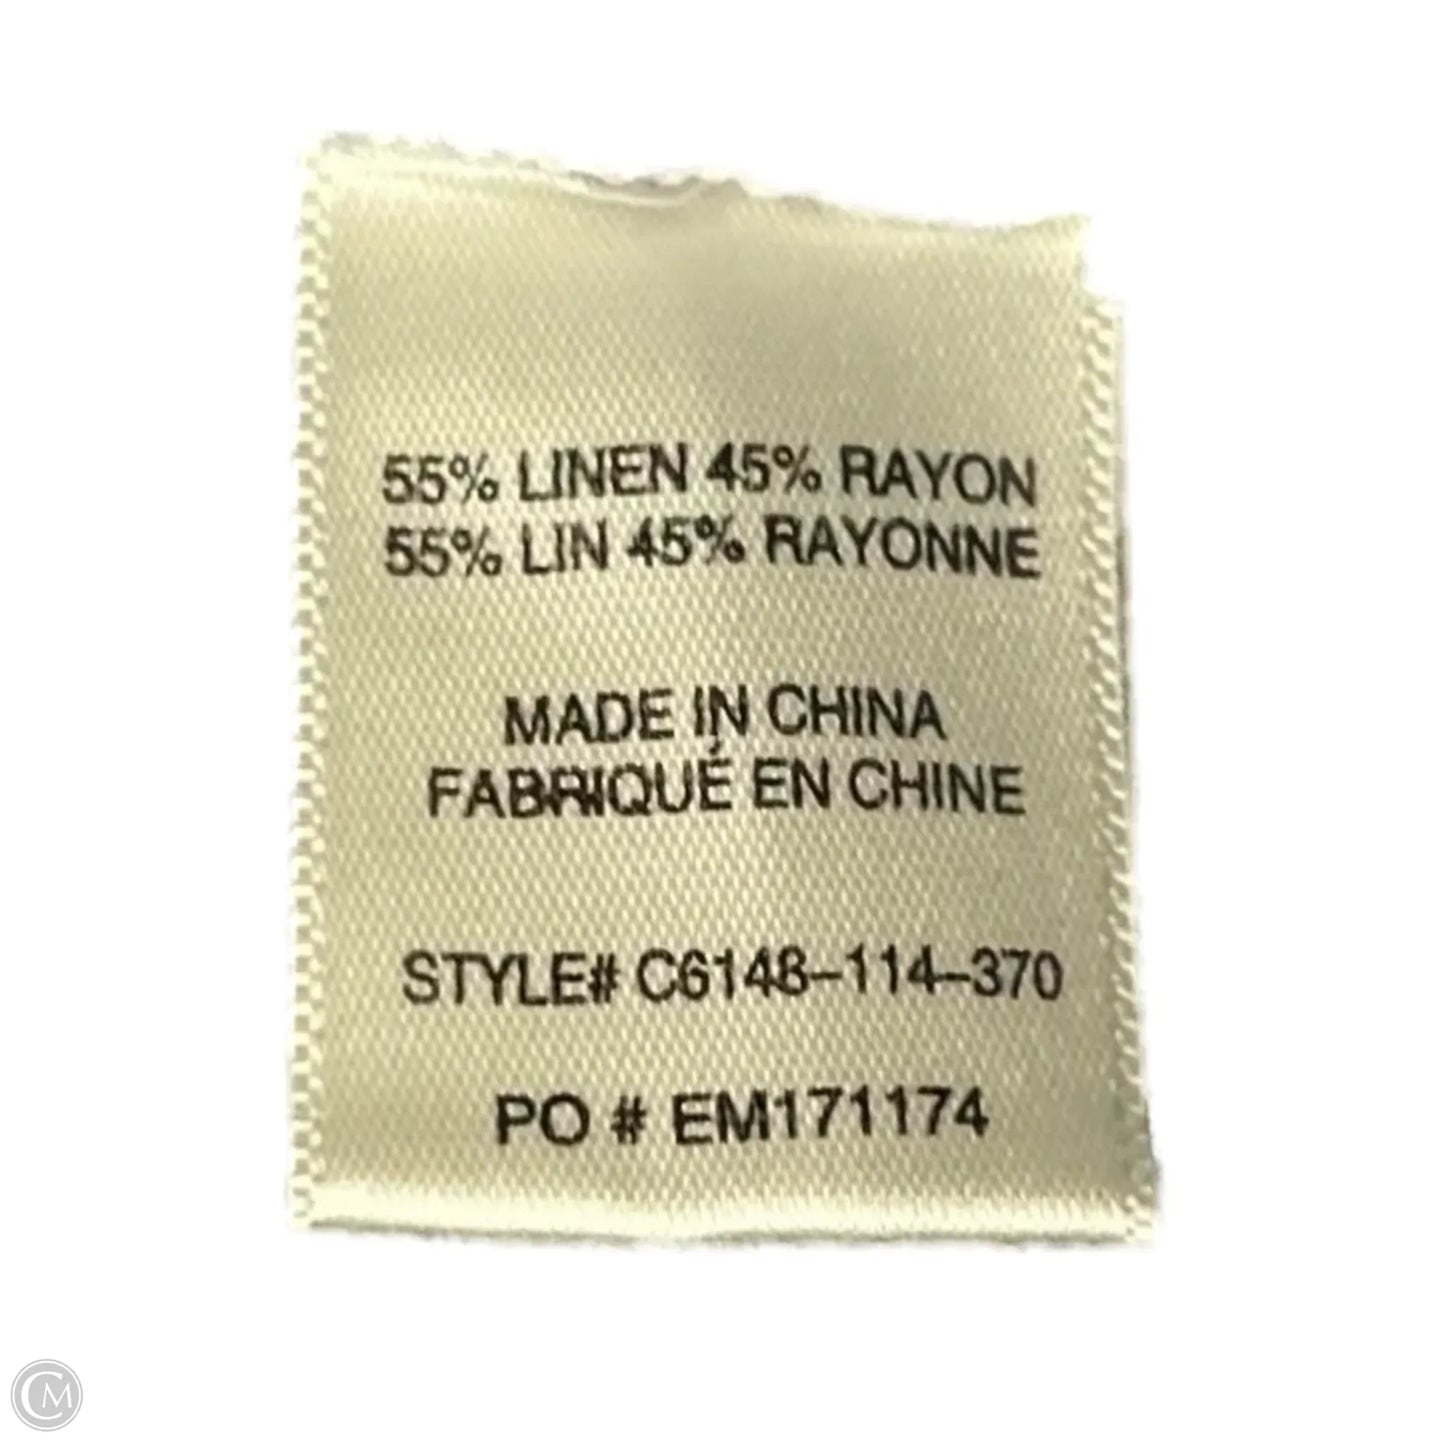 55% LINEN 45% RAYON
55% LIN 45% RAYONNE
MADE IN CHINA
FABRIQUÉ EN CHINE
STYLE# C6148-114-370
PO # EM171174
CM